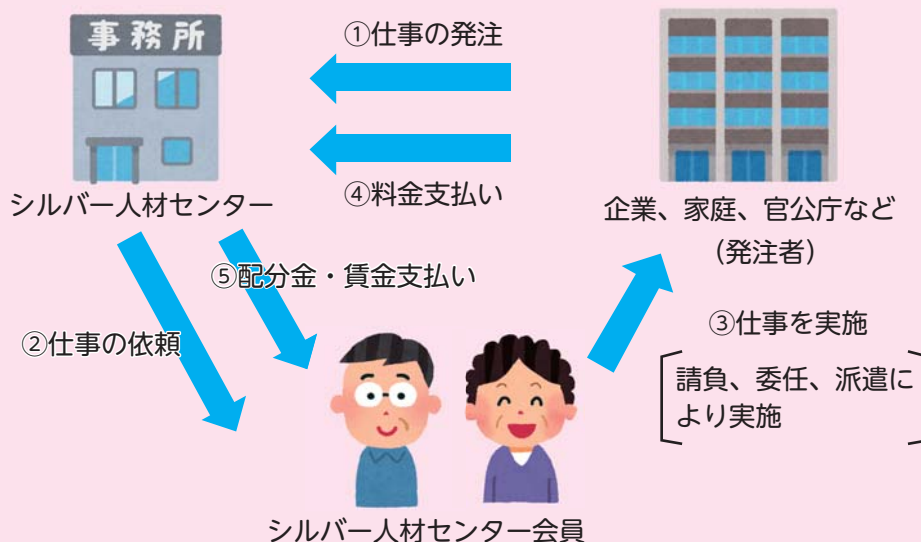 事務所
①仕事の発注
④料金支払い
シルバー人材センター
企業、家庭、官公庁など
（発注者）
⑤配分金・賃金支払い
②仕事の依頼
③仕事を実施
請負、委任、派遣に
より実施
シルバー人材センター会員